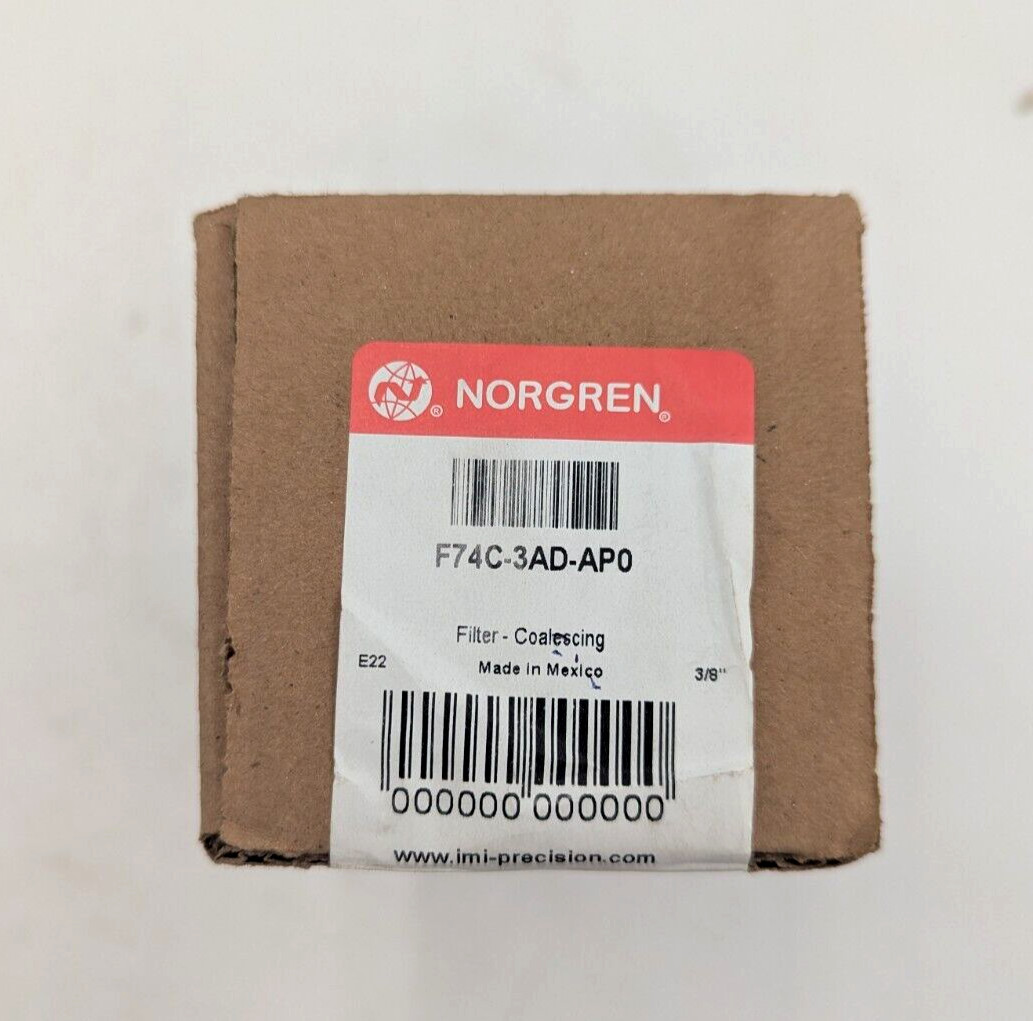 NORGREN®
F74C-3AD-AP0
Filter - Coalescing
E22 Made in Mexico 3/8"
000000 000000
www.imi-precision.com